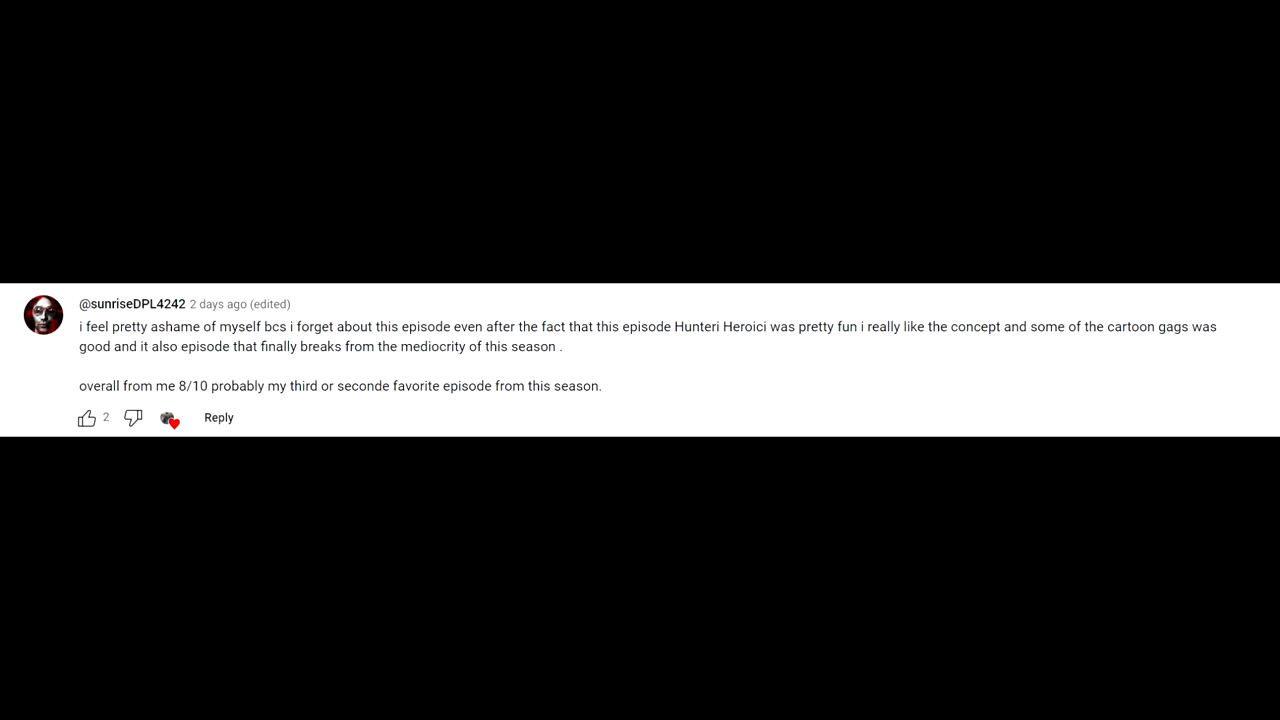 @sunriseDPL4242 2 days ago (edited)
i feel pretty ashame of myself bcs i forget about this episode even after the fact that this episode Hunteri Heroici was pretty fun i really like the concept and some of the cartoon gags was
good and it also episode that finally breaks from the mediocrity of this season .
overall from me 8/10 probably my third or seconde favorite episode from this season.
2 Reply